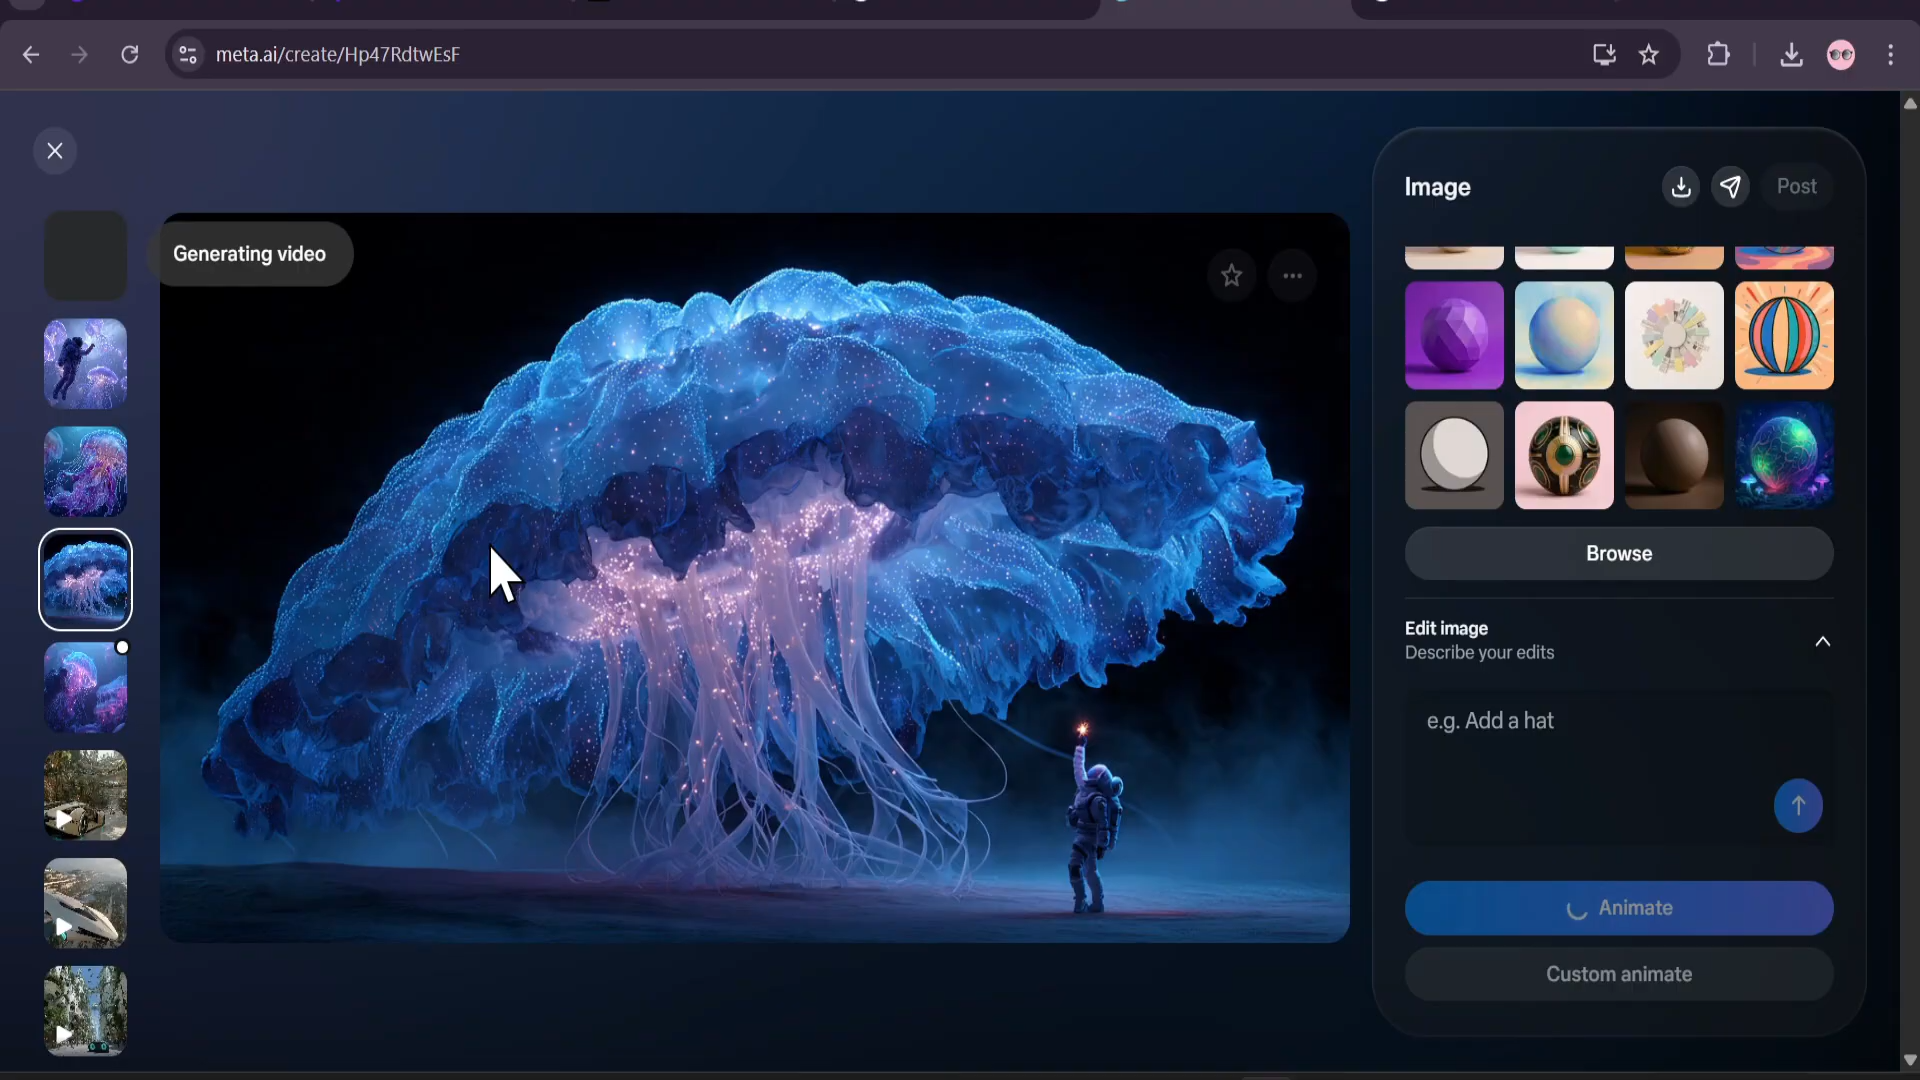 meta.ai/create/Hp47RdtwEsF
Generating video
Image
Post
Browse
Edit image
Describe your edits
e.g. Add a hat
Animate
Custom animate